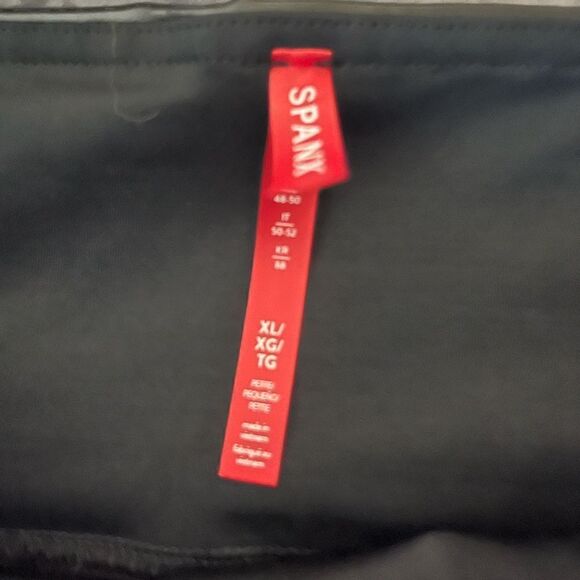 SPANX
48-50
IT
50-52
KR
88
XL/
XG/
TG
PETITE/
PEQUEÑO/
PETITE
made in
vietnam
fabriqué au
vietnam